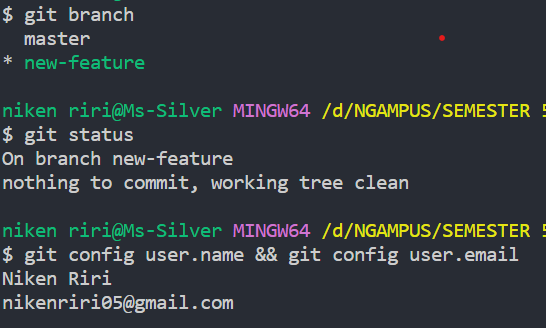 $ git branch
master
* new-feature
niken riri@Ms-Silver MINGW64 /d/NGAMPUS/SEMESTER 5
$ git status
On branch new-feature
nothing to commit, working tree clean
niken riri@Ms-Silver MINGW64 /d/NGAMPUS/SEMESTER 5
$ git config user.name && git config user.email
Niken Riri
nikenriri05@gmail.com